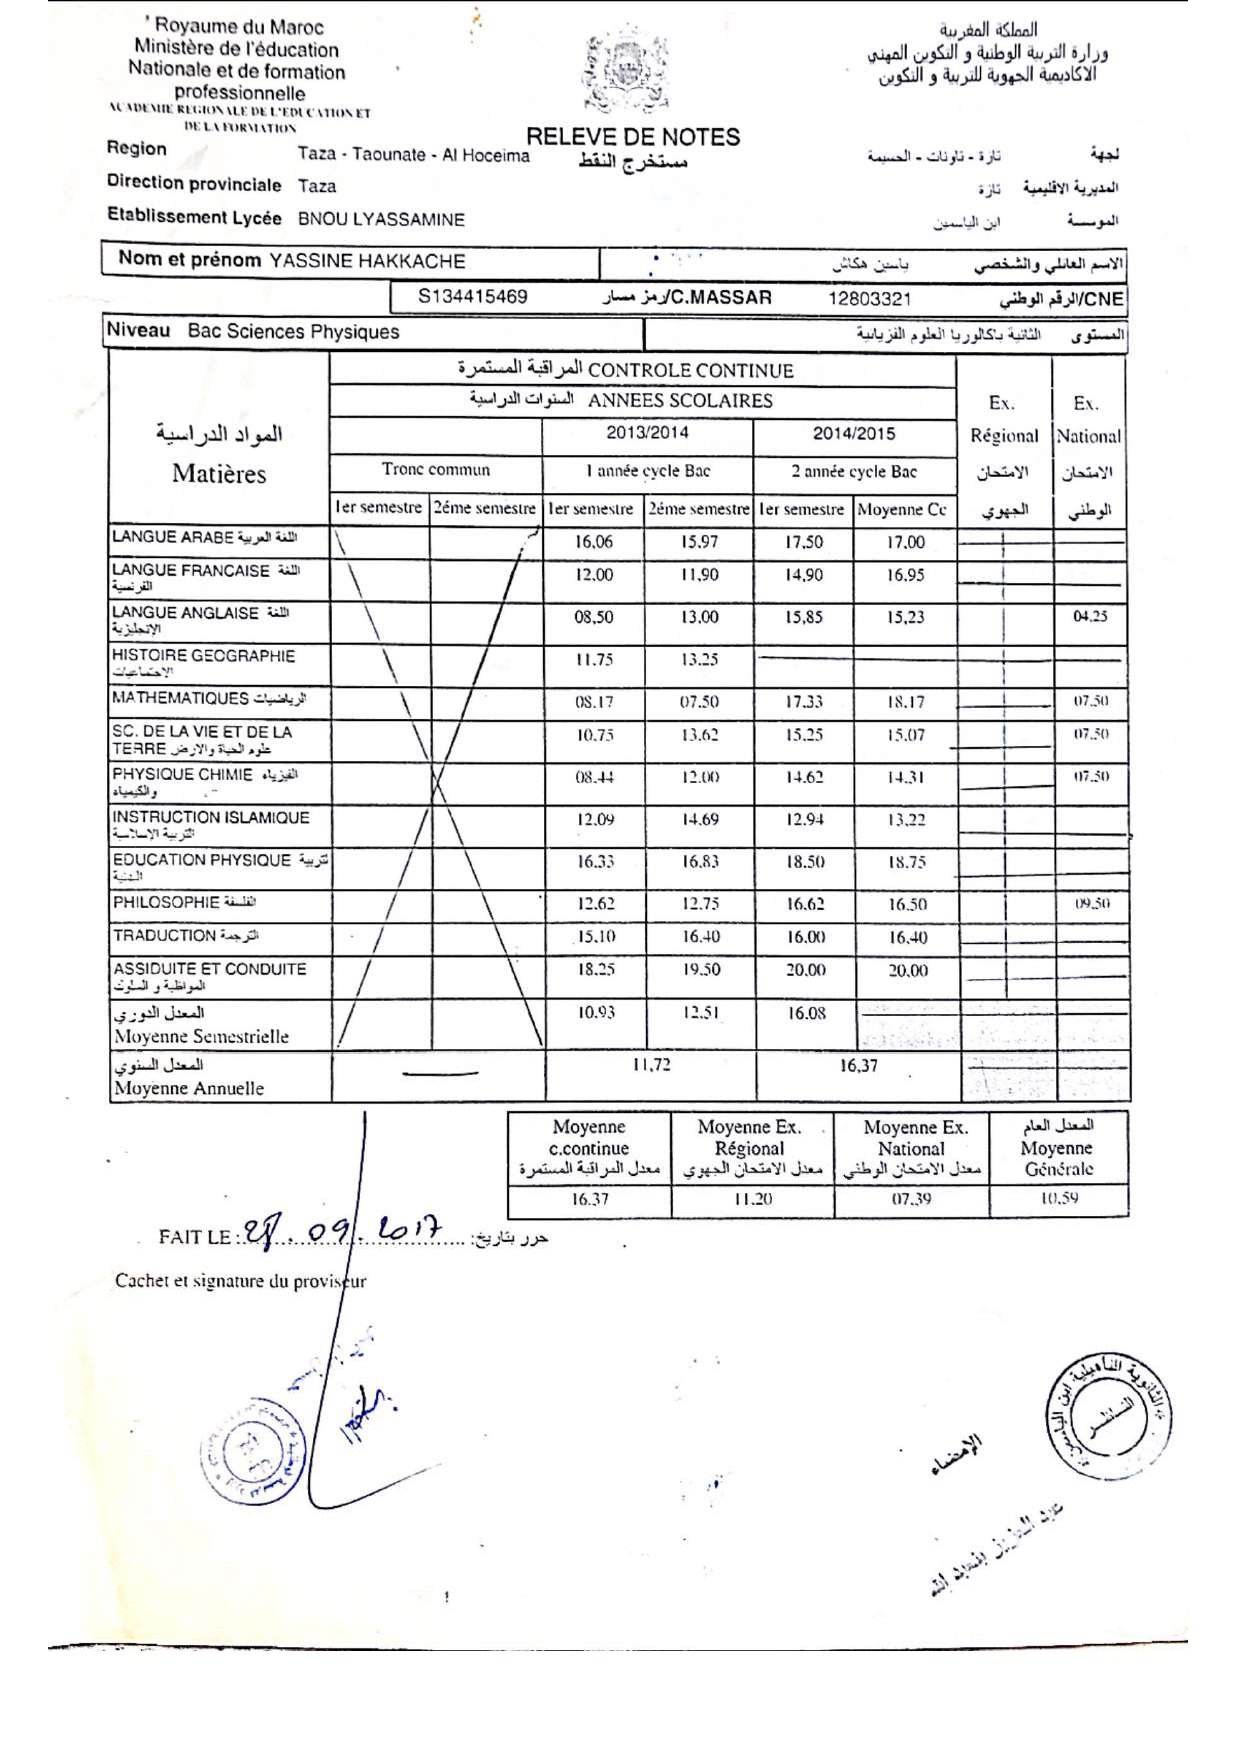 Royaume du Maroc
Ministère de l'éducation
Nationale et de formation
professionnelle
ACADEMIE REGIONALE DE L'EDUCATION ET
DE LA FORMATION
المملكة المغربية
وزارة التربية الوطنية و التكوين المهني
الاكاديمية الجهوية للتربية و التكوين
RELEVE DE NOTES
مستخرج النقط
Region Taza - Taounate - Al Hoceima
لجهة تازة - تاونات - الحسيمة
Direction provinciale Taza
المديرية الاقليمية تازة
Etablissement Lycée BNOU LYASSAMINE
الموسسة ابن الياسمين
Nom et prénom YASSINE HAKKACHE ياسين هكاش الاسم العائلي والشخصي
S134415469 رمز مسار/C.MASSAR 12803321 الرقم الوطني/CNE
Niveau Bac Sciences Physiques الثانية باكالوريا العلوم الفزيائية المستوى
المواد الدراسية
Matières
المراقبة المستمرة CONTROLE CONTINUE
السنوات الدراسية ANNEES SCOLAIRES
2013/2014 2014/2015
Tronc commun 1 année cycle Bac 2 année cycle Bac
1er semestre 2éme semestre 1er semestre 2éme semestre 1er semestre Moyenne Cc
Ex.
Régional
الامتحان
الجهوي
Ex.
National
الامتحان
الوطني
LANGUE ARABE اللغة العربية 16.06 15.97 17.50 17.00
LANGUE FRANCAISE اللغة الفرنسية 12.00 11.90 14.90 16.95
LANGUE ANGLAISE اللغة الإنجليزية 08.50 13.00 15,85 15,23 04.25
HISTOIRE GEOGRAPHIE الاجتماعيات 11.75 13.25
MATHEMATIQUES الرياضيات 08.17 07.50 17.33 18.17 07.50
SC. DE LA VIE ET DE LA
TERRE علوم الحياة والارض 10.75 13.62 15.25 15.07 07.50
PHYSIQUE CHIMIE الفيزياء والكيمياء 08.44 12.00 14.62 14.31 07.50
INSTRUCTION ISLAMIQUE التربية الاسلامية 12.09 14.69 12.94 13.22
EDUCATION PHYSIQUE تربية البدنية 16.33 16.83 18.50 18.75
PHILOSOPHIE الفلسفة 12.62 12.75 16.62 16.50 09.50
TRADUCTION الترجمة 15.10 16.40 16.00 16.40
ASSIDUITE ET CONDUITE المواظبة و السلوك 18.25 19.50 20.00 20.00
المعدل الدوري
Moyenne Semestrielle 10.93 12.51 16.08
المعدل السنوي
Moyenne Annuelle 11,72 16,37
Moyenne
c.continue
معدل المراقبة المستمرة
Moyenne Ex.
Régional
معدل الامتحان الجهوي
Moyenne Ex.
National
معدل الامتحان الوطني
المعدل العام
Moyenne
Générale
16.37 11.20 07.39 10.59
FAIT LE : 28.09.2017 حرر بتاريخ:
Cachet et signature du proviseur
الثانوية التأهيلية ابن الياسمين
الناظر
الإمضاء